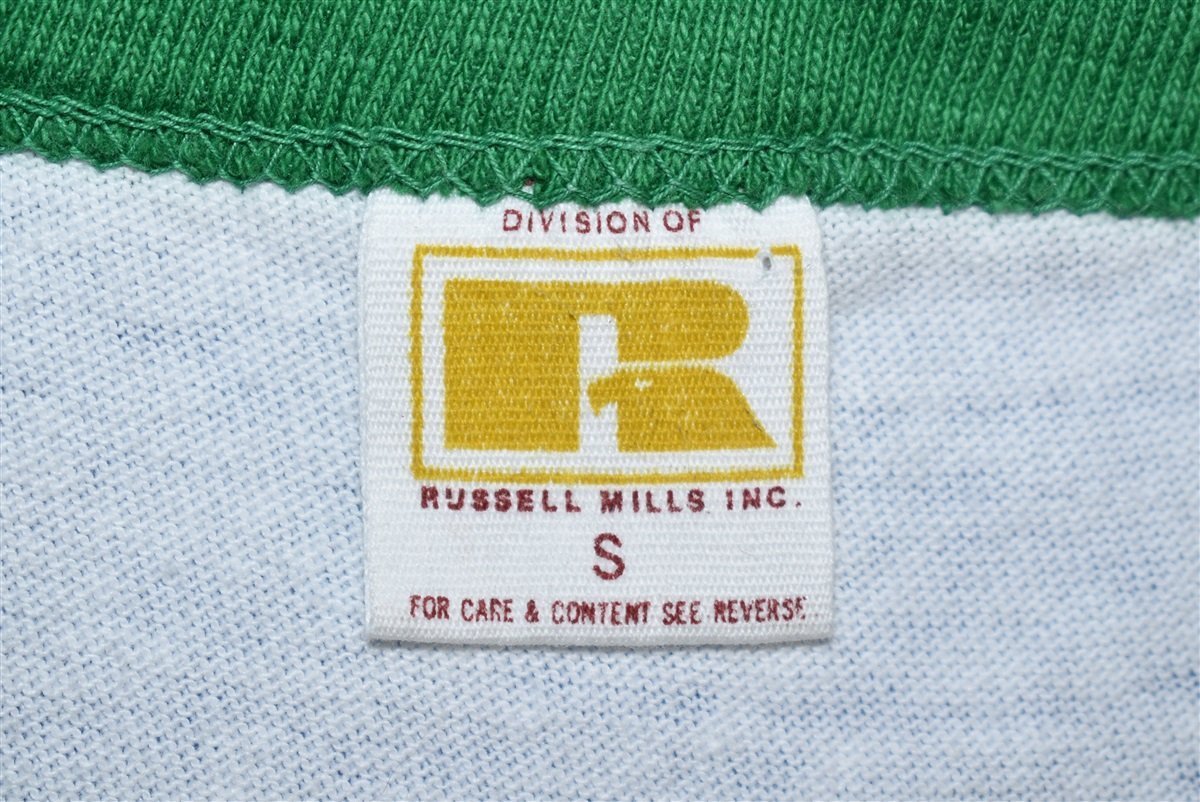 DIVISION OF
R
RUSSELL MILLS INC.
S
FOR CARE & CONTENT SEE REVERSE